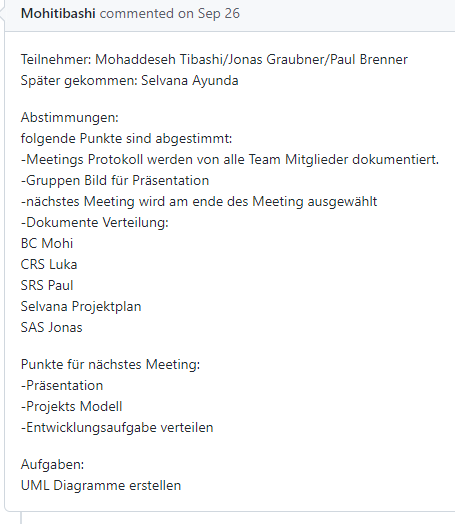 Mohitibashi commented on Sep 26
Teilnehmer: Mohaddeseh Tibashi/Jonas Graubner/Paul Brenner
Später gekommen: Selvana Ayunda
Abstimmungen:
folgende Punkte sind abgestimmt:
-Meetings Protokoll werden von alle Team Mitglieder dokumentiert.
-Gruppen Bild für Präsentation
-nächstes Meeting wird am ende des Meeting ausgewählt
-Dokumente Verteilung:
BC Mohi
CRS Luka
SRS Paul
Selvana Projektplan
SAS Jonas
Punkte für nächstes Meeting:
-Präsentation
-Projekts Modell
-Entwicklungsaufgabe verteilen
Aufgaben:
UML Diagramme erstellen